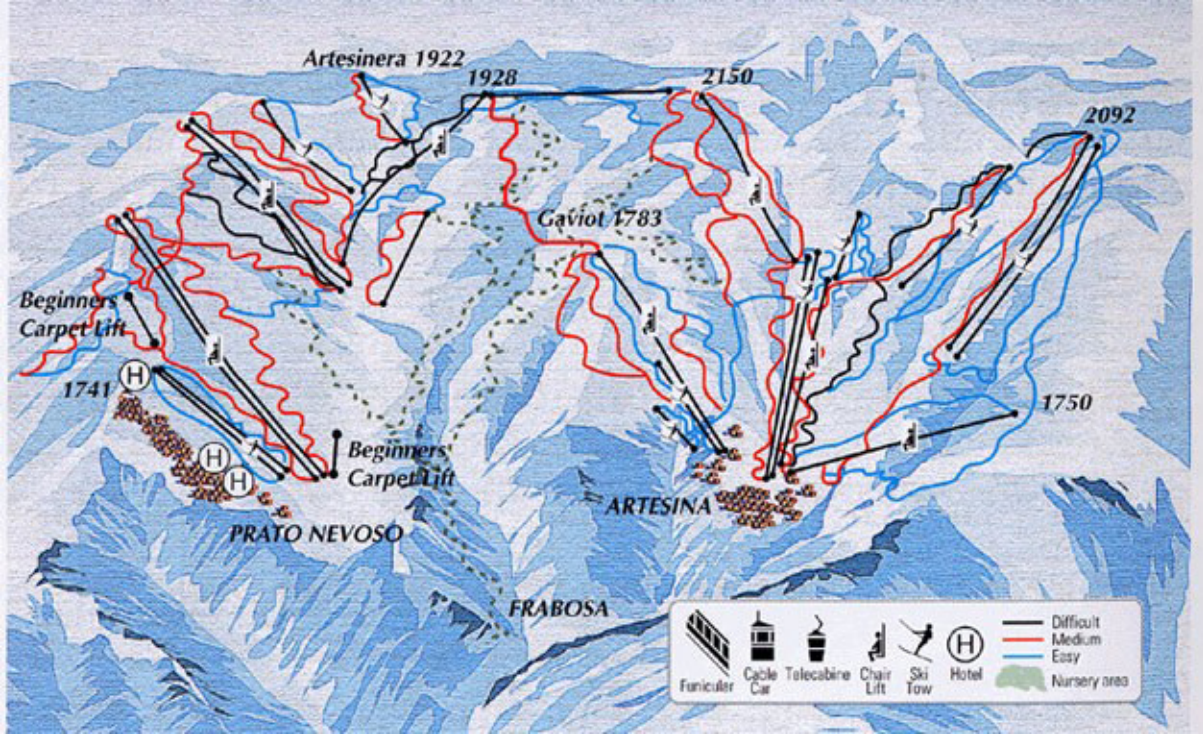 Artesinera 1922
1928
2150
2092
Gaviot 1783
Beginners
Carpet Lift
1741
H
H
H
1750
Beginners
Carpet Lift
ARTESINA
PRATO NEVOSO
FRABOSA
Funicular
Cable
Car
Telecabine
Chair
Lift
Ski
Tow
H
Hotel
Difficult
Medium
Easy
Nursery area